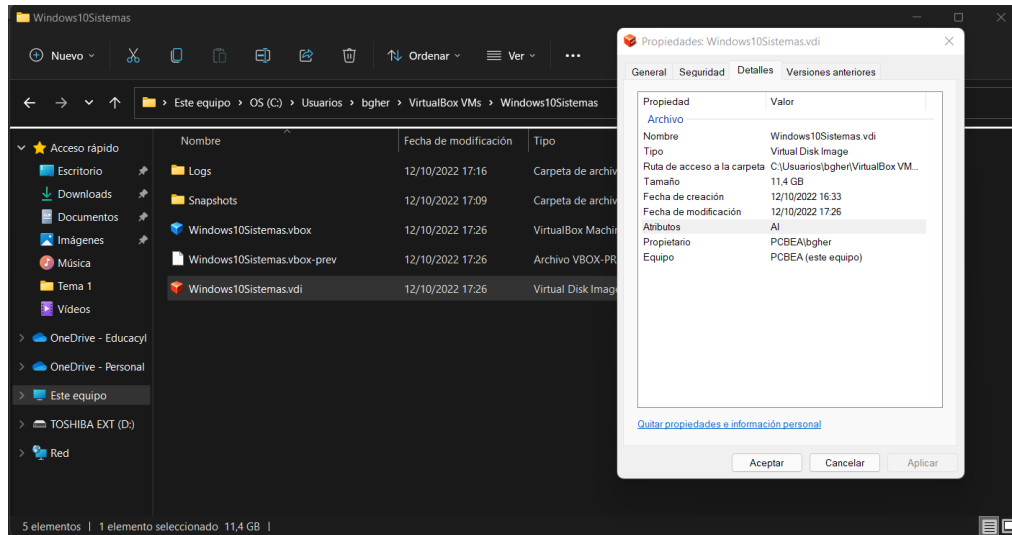 Windows10Sistemas
Nuevo
Ordenar
Ver
Este equipo > OS (C:) > Usuarios > bgher > VirtualBox VMs > Windows10Sistemas
Acceso rápido
Escritorio
Downloads
Documentos
Imágenes
Música
Tema 1
Vídeos
OneDrive - Educacyl
OneDrive - Personal
Este equipo
TOSHIBA EXT (D:)
Red
Nombre Fecha de modificación Tipo
Logs 12/10/2022 17:16 Carpeta de archiv
Snapshots 12/10/2022 17:09 Carpeta de archiv
Windows10Sistemas.vbox 12/10/2022 17:26 VirtualBox Machin
Windows10Sistemas.vbox-prev 12/10/2022 17:26 Archivo VBOX-PR
Windows10Sistemas.vdi 12/10/2022 17:26 Virtual Disk Image
5 elementos | 1 elemento seleccionado 11,4 GB |
Propiedades: Windows10Sistemas.vdi
General Seguridad Detalles Versiones anteriores
Propiedad Valor
Archivo
Nombre Windows10Sistemas.vdi
Tipo Virtual Disk Image
Ruta de acceso a la carpeta C:\Usuarios\bgher\VirtualBox VM...
Tamaño 11,4 GB
Fecha de creación 12/10/2022 16:33
Fecha de modificación 12/10/2022 17:26
Atributos AI
Propietario PCBEA\bgher
Equipo PCBEA (este equipo)
Quitar propiedades e información personal
Aceptar Cancelar Aplicar